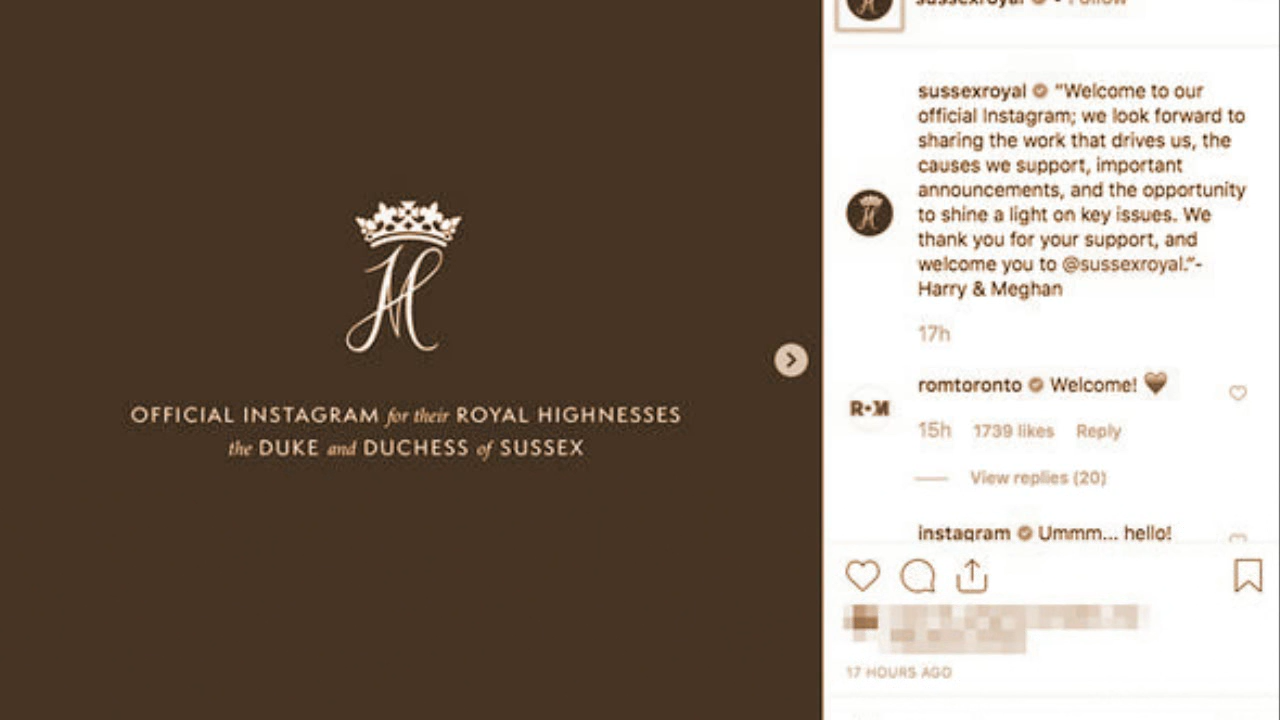 OFFICIAL INSTAGRAM for their ROYAL HIGHNESSES
the DUKE and DUCHESS of SUSSEX
sussexroyal • Follow
sussexroyal "Welcome to our
official Instagram; we look forward to
sharing the work that drives us, the
causes we support, important
announcements, and the opportunity
to shine a light on key issues. We
thank you for your support, and
welcome you to @sussexroyal."-
Harry & Meghan
17h
R•M
romtoronto Welcome!
15h 1739 likes Reply
View replies (20)
instagram Ummm... hello!
17 HOURS AGO